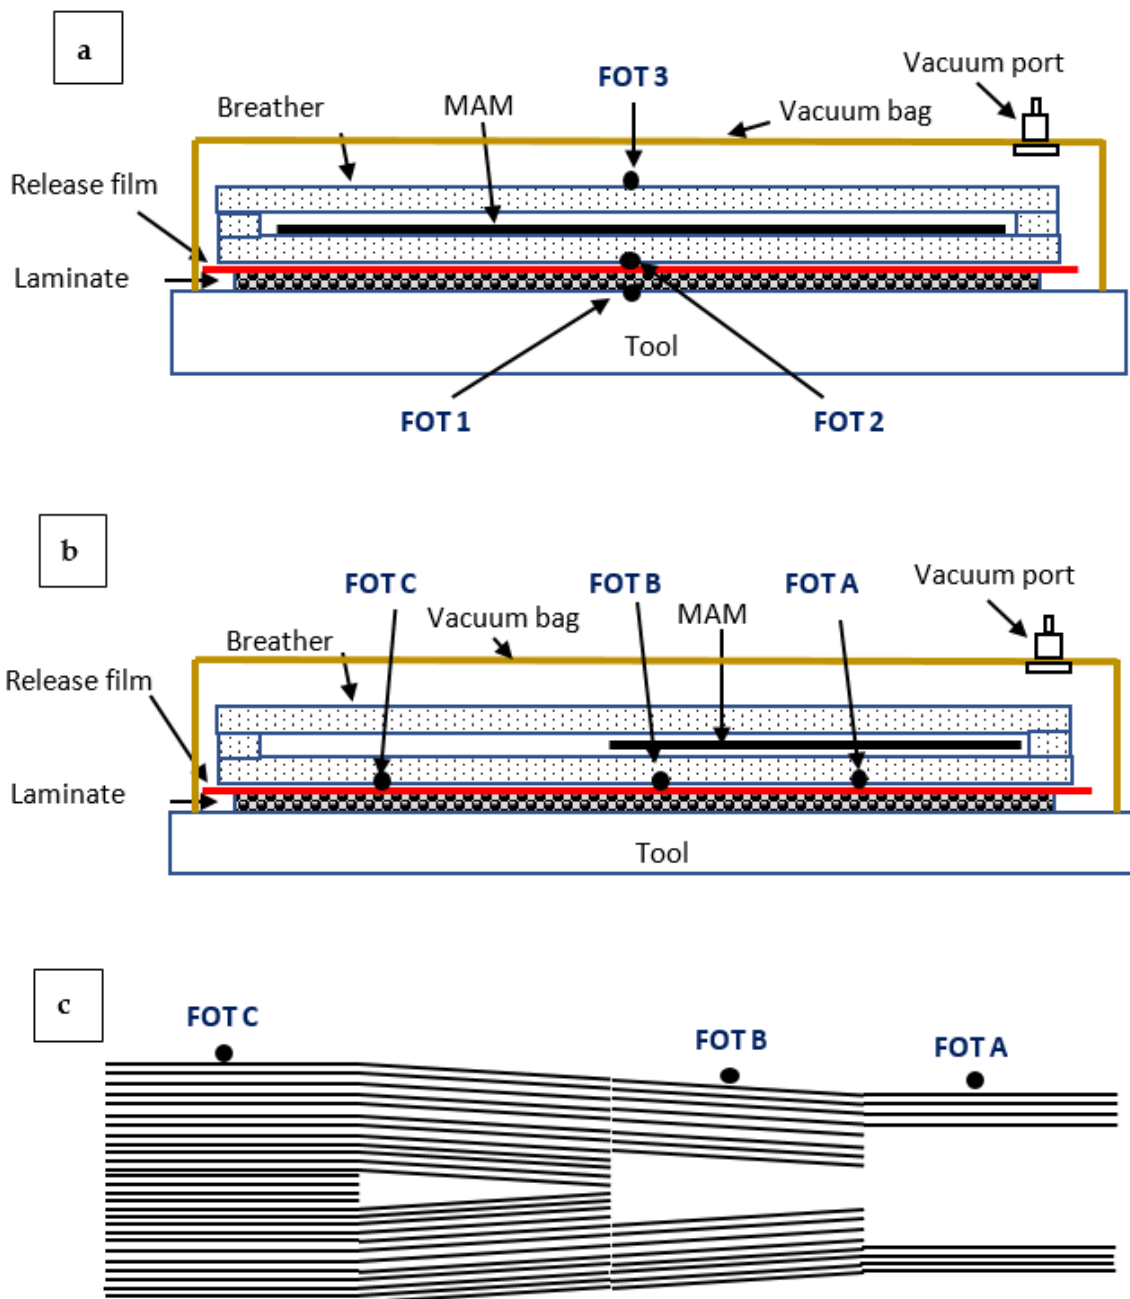 a
FOT 3
Vacuum port
Breather
MAM
Vacuum bag
Release film
Laminate
Tool
FOT 1
FOT 2
b
FOT C
FOT B
FOT A
Vacuum port
Breather
Vacuum bag
MAM
Release film
Laminate
Tool
c
FOT C
FOT B
FOT A